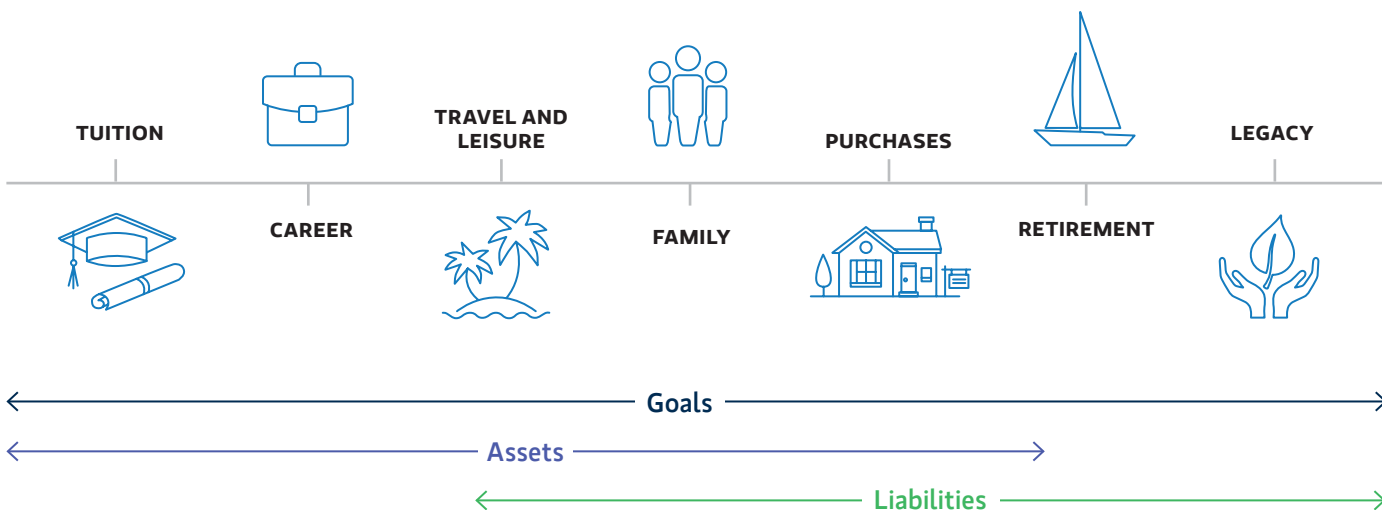 TUITION
CAREER
TRAVEL AND
LEISURE
FAMILY
PURCHASES
RETIREMENT
LEGACY
Goals
Assets
Liabilities